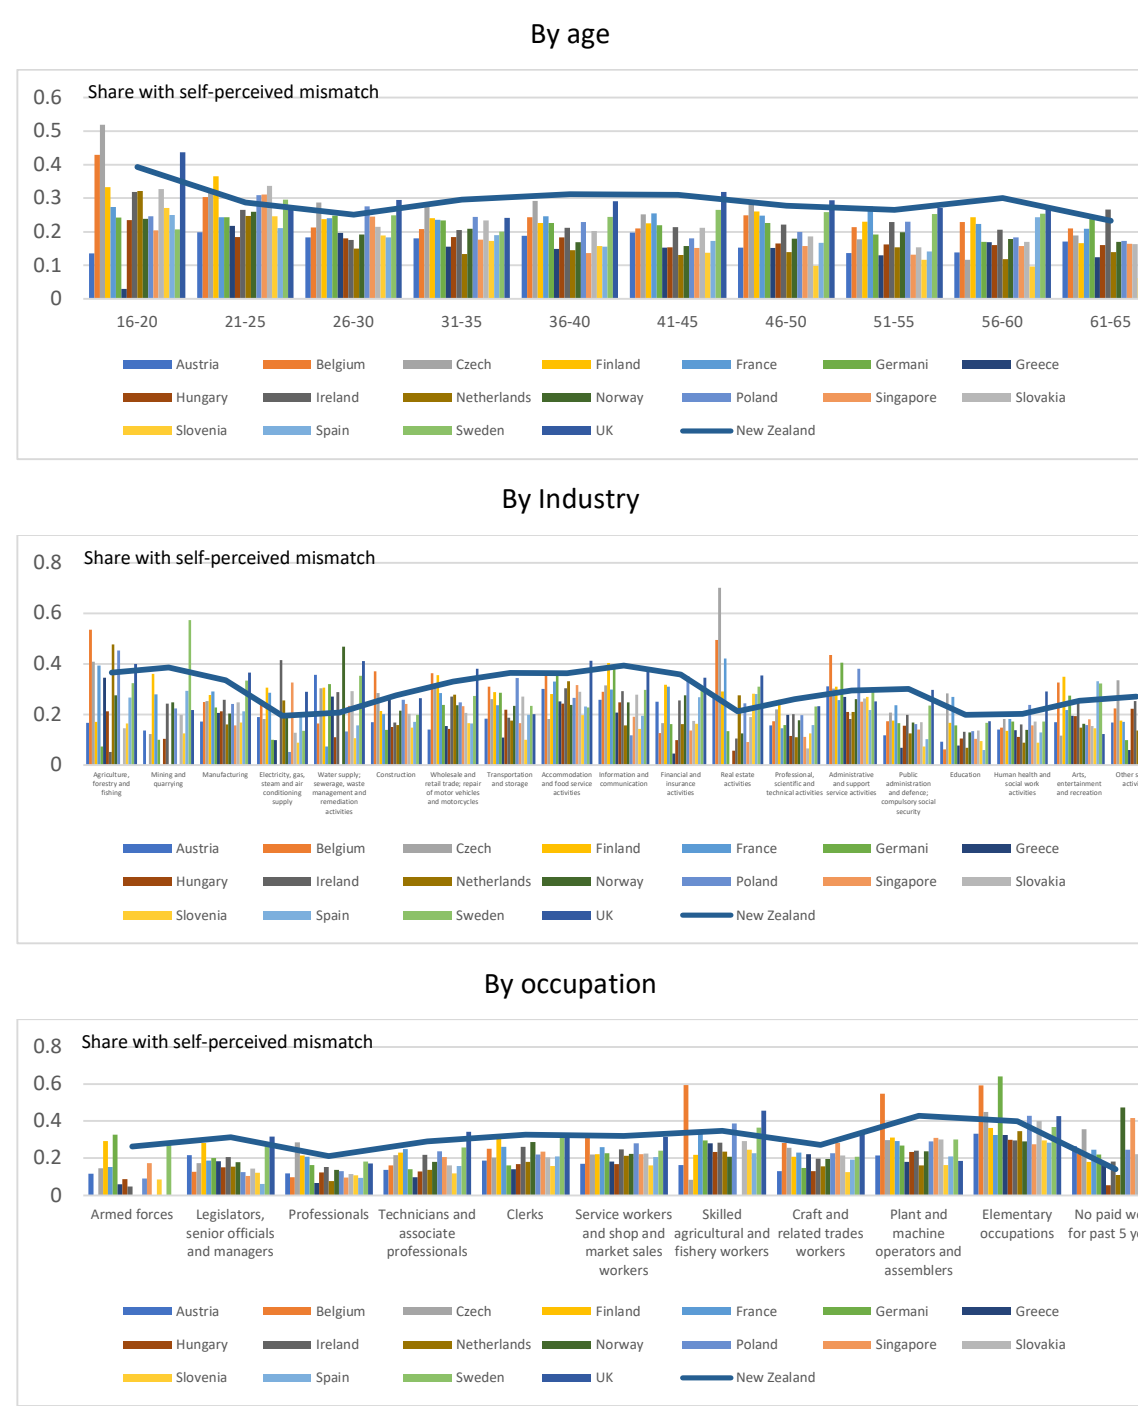 By age
Share with self-perceived mismatch
0.6
0.5
0.4
0.3
0.2
0.1
0
16-20 21-25 26-30 31-35 36-40 41-45 46-50 51-55 56-60 61-65
Austria Belgium Czech Finland France Germani Greece
Hungary Ireland Netherlands Norway Poland Singapore Slovakia
Slovenia Spain Sweden UK New Zealand
By Industry
Share with self-perceived mismatch
0.8
0.6
0.4
0.2
0
Agriculture, forestry and fishing
Mining and quarrying
Manufacturing
Electricity, gas, steam and air conditioning supply
Water supply; sewerage, waste management and remediation activities
Construction
Wholesale and retail trade; repair of motor vehicles and motorcycles
Transportation and storage
Accommodation and food service activities
Information and communication
Financial and insurance activities
Real estate activities
Professional, scientific and technical activities
Administrative and support service activities
Public administration and defence; compulsory social security
Education
Human health and social work activities
Arts, entertainment and recreation
Other s
activi
Austria Belgium Czech Finland France Germani Greece
Hungary Ireland Netherlands Norway Poland Singapore Slovakia
Slovenia Spain Sweden UK New Zealand
By occupation
Share with self-perceived mismatch
0.8
0.6
0.4
0.2
0
Armed forces
Legislators, senior officials and managers
Professionals
Technicians and associate professionals
Clerks
Service workers and shop and market sales workers
Skilled agricultural and fishery workers
Craft and related trades workers
Plant and machine operators and assemblers
Elementary occupations
No paid wo
for past 5 ye
Austria Belgium Czech Finland France Germani Greece
Hungary Ireland Netherlands Norway Poland Singapore Slovakia
Slovenia Spain Sweden UK New Zealand